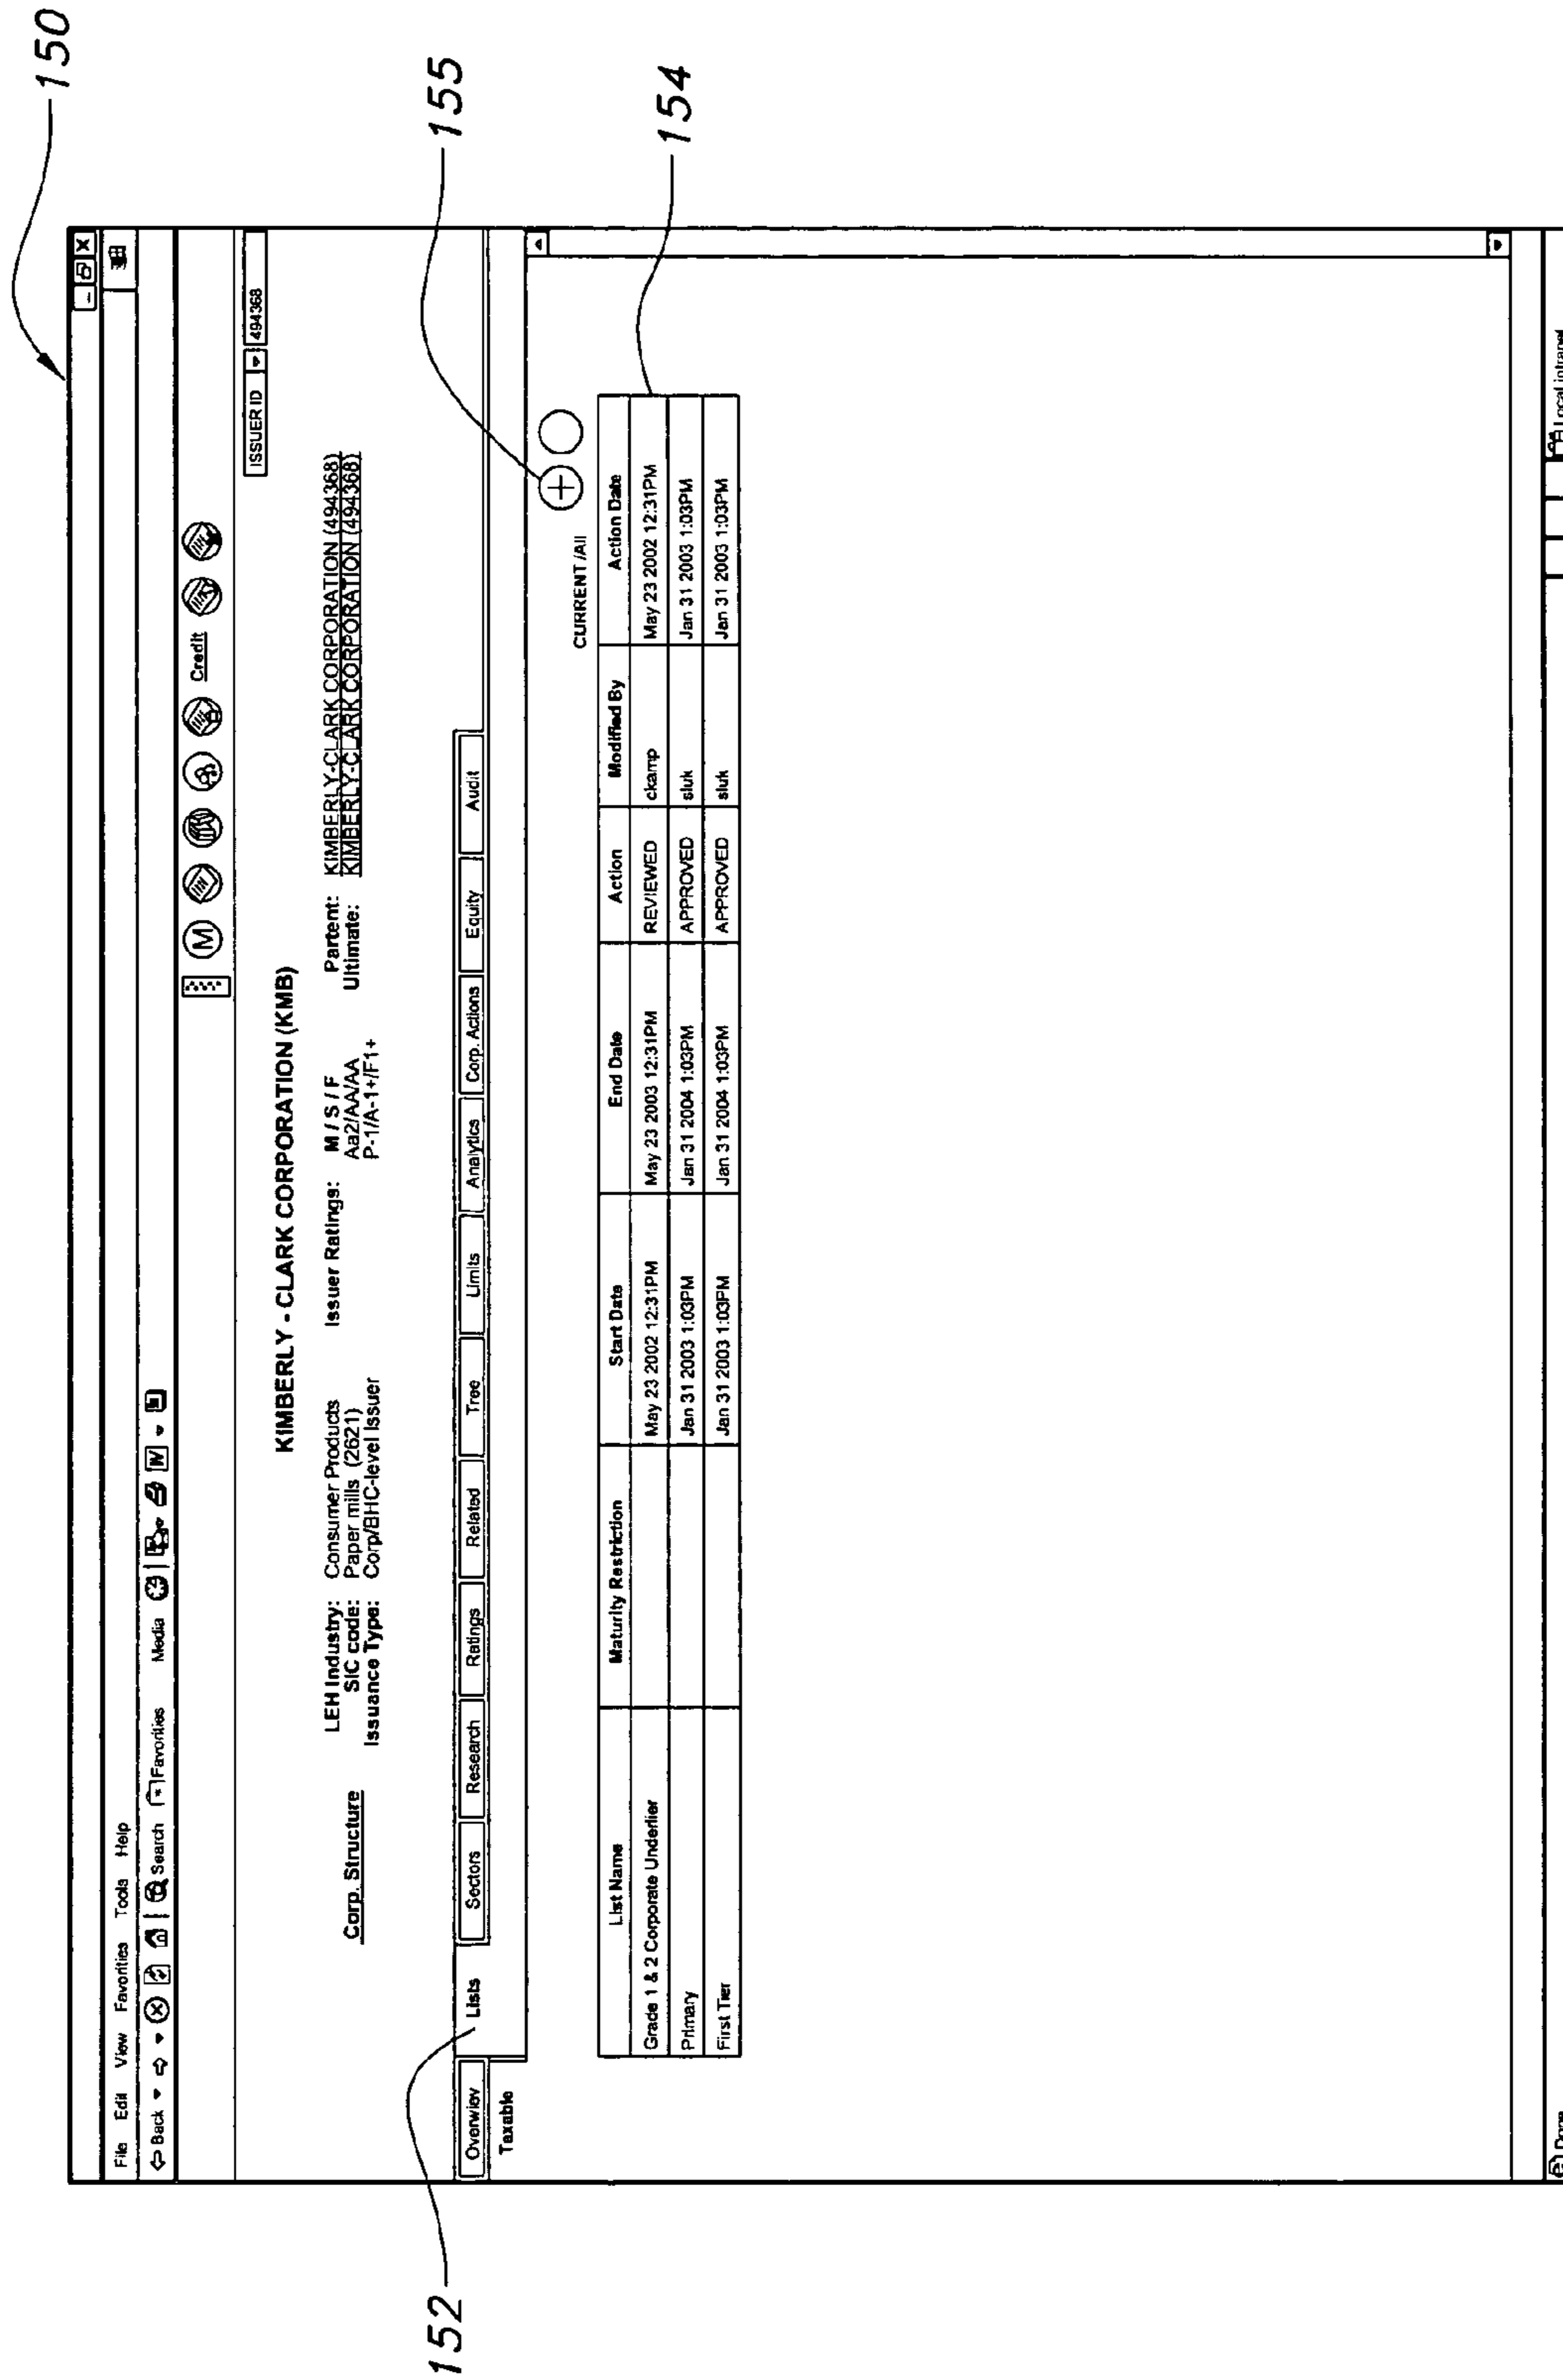 150
File Edit View Favorites Tools Help
Back Search Favorities Media W
M Credit
ISSUER ID 494368
KIMBERLY - CLARK CORPORATION (KMB)
LEH Industry: Consumer Products Issuer Ratings: M / S / F Partent: KIMBERLY-CLARK CORPORATION (494368)
Corp. Structure SIC code: Paper mills (2621) Aa2/AA/AA Ultimate: KIMBERLY-CLARK CORPORATION (494368)
Issuance Type: Corp/BHC-level Issuer P-1/A-1+/F1+
152
155
Overwiev Lists Sectors Research Ratings Related Tree Limits Analytics Corp. Actions Equity Audit
Taxable
CURRENT /All
154
List Name Maturity Restriction Start Date End Date Action Modified By Action Date
Grade 1 & 2 Corporate Underlier May 23 2002 12:31PM May 23 2003 12:31PM REVIEWED ckamp May 23 2002 12:31PM
Primary Jan 31 2003 1:03PM Jan 31 2004 1:03PM APPROVED sluk Jan 31 2003 1:03PM
First Tier Jan 31 2003 1:03PM Jan 31 2004 1:03PM APPROVED sluk Jan 31 2003 1:03PM
Done Local intranet